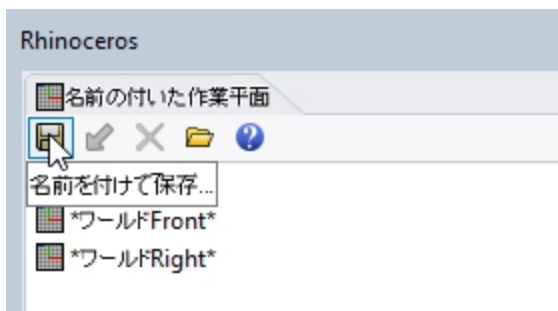 Rhinoceros
名前の付いた作業平面
名前を付けて保存...
*ワールドFront*
*ワールドRight*